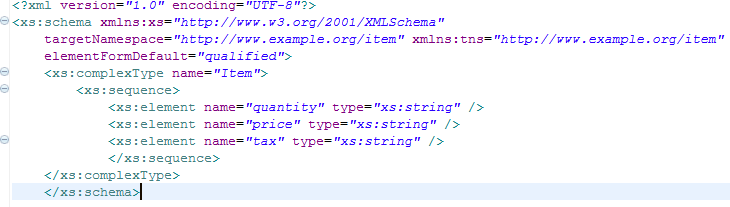 <?xml version="1.0" encoding="UTF-8"?>
<xs:schema xmlns:xs="http://www.w3.org/2001/XMLSchema"
targetNamespace="http://www.example.org/item" xmlns:tns="http://www.example.org/item"
elementFormDefault="qualified">
<xs:complexType name="Item">
<xs:sequence>
<xs:element name="quantity" type="xs:string" />
<xs:element name="price" type="xs:string" />
<xs:element name="tax" type="xs:string" />
</xs:sequence>
</xs:complexType>
</xs:schema>